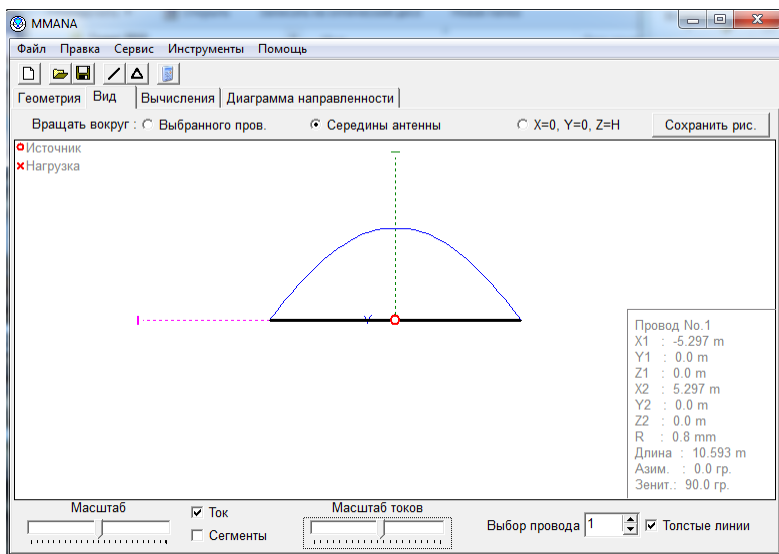 MMANA
Файл Правка Сервис Инструменты Помощь
Геометрия Вид Вычисления Диаграмма направленности
Вращать вокруг : Выбранного пров. Середины антенны X=0, Y=0, Z=H Сохранить рис.
Источник
Нагрузка
Провод No.1
X1 : -5.297 m
Y1 : 0.0 m
Z1 : 0.0 m
X2 : 5.297 m
Y2 : 0.0 m
Z2 : 0.0 m
R : 0.8 mm
Длина : 10.593 m
Азим. : 0.0 гр.
Зенит.: 90.0 гр.
Масштаб Ток Масштаб токов
Сегменты Выбор провода 1 Толстые линии